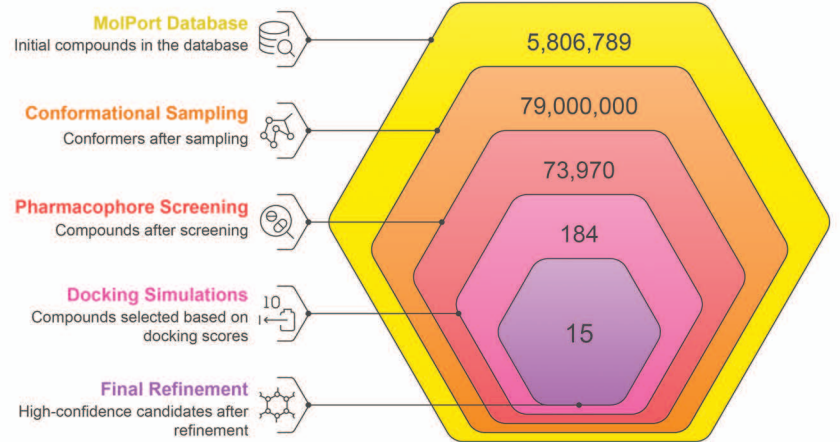 MolPort Database
Initial compounds in the database
5,806,789
Conformational Sampling
Conformers after sampling
79,000,000
Pharmacophore Screening
Compounds after screening
73,970
Docking Simulations
Compounds selected based on
docking scores
10
184
Final Refinement
High-confidence candidates after
refinement
15